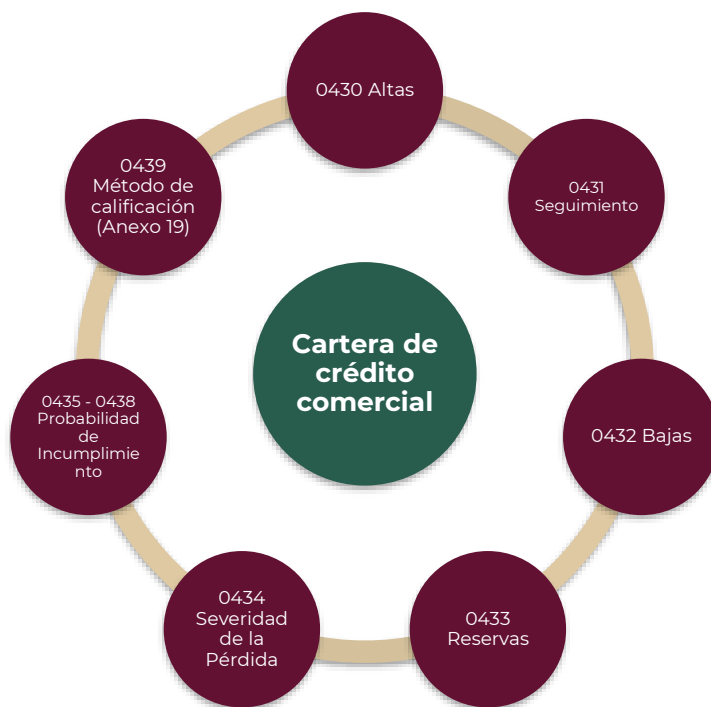 0430 Altas
0431
Seguimiento
0432 Bajas
0433
Reservas
0434
Severidad
de la
Pérdida
0435 - 0438
Probabilidad
de
Incumplimie
nto
0439
Método de
calificación
(Anexo 19)
Cartera de
crédito
comercial